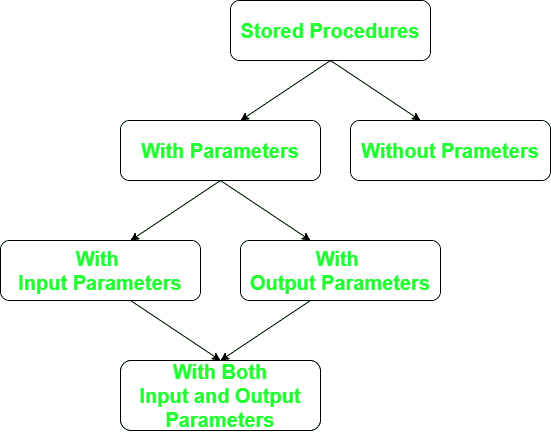 Stored Procedures
With Parameters
Without Prameters
With
Input Parameters
With
Output Parameters
With Both
Input and Output
Parameters